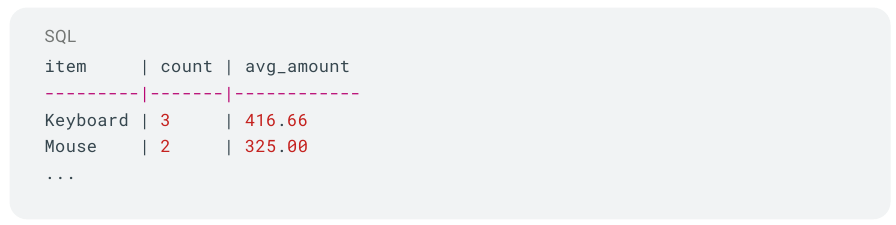 SQL
item     | count | avg_amount
---------|-------|------------
Keyboard | 3     | 416.66
Mouse    | 2     | 325.00
...